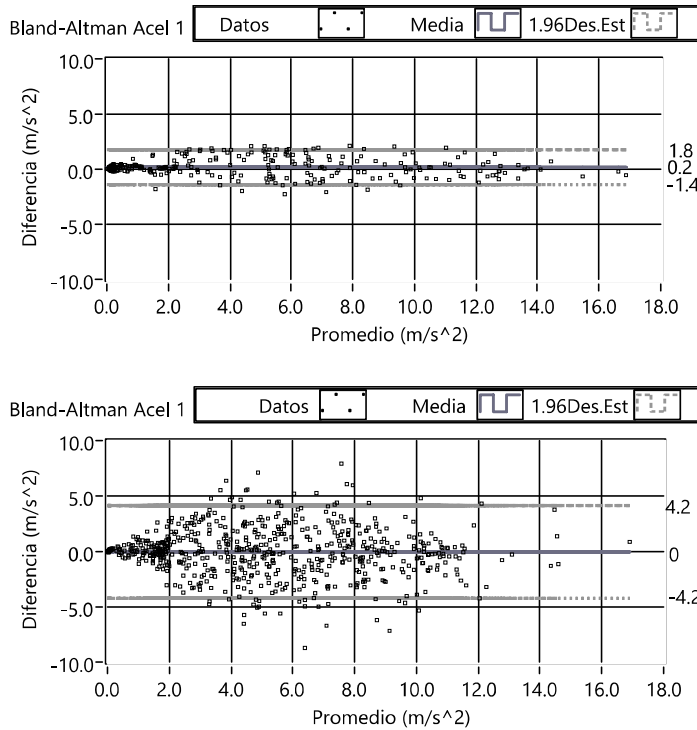 Bland-Altman Acel 1 Datos Media 1.96Des.Est
10.0
5.0
0.0
-5.0
-10.0
Diferencia (m/s^2)
1.8
0.2
-1.4
0.0 2.0 4.0 6.0 8.0 10.0 12.0 14.0 16.0 18.0
Promedio (m/s^2)
Bland-Altman Acel 1 Datos Media 1.96Des.Est
10.0
5.0
0.0
-5.0
-10.0
Diferencia (m/s^2)
4.2
0
-4.2
0.0 2.0 4.0 6.0 8.0 10.0 12.0 14.0 16.0 18.0
Promedio (m/s^2)